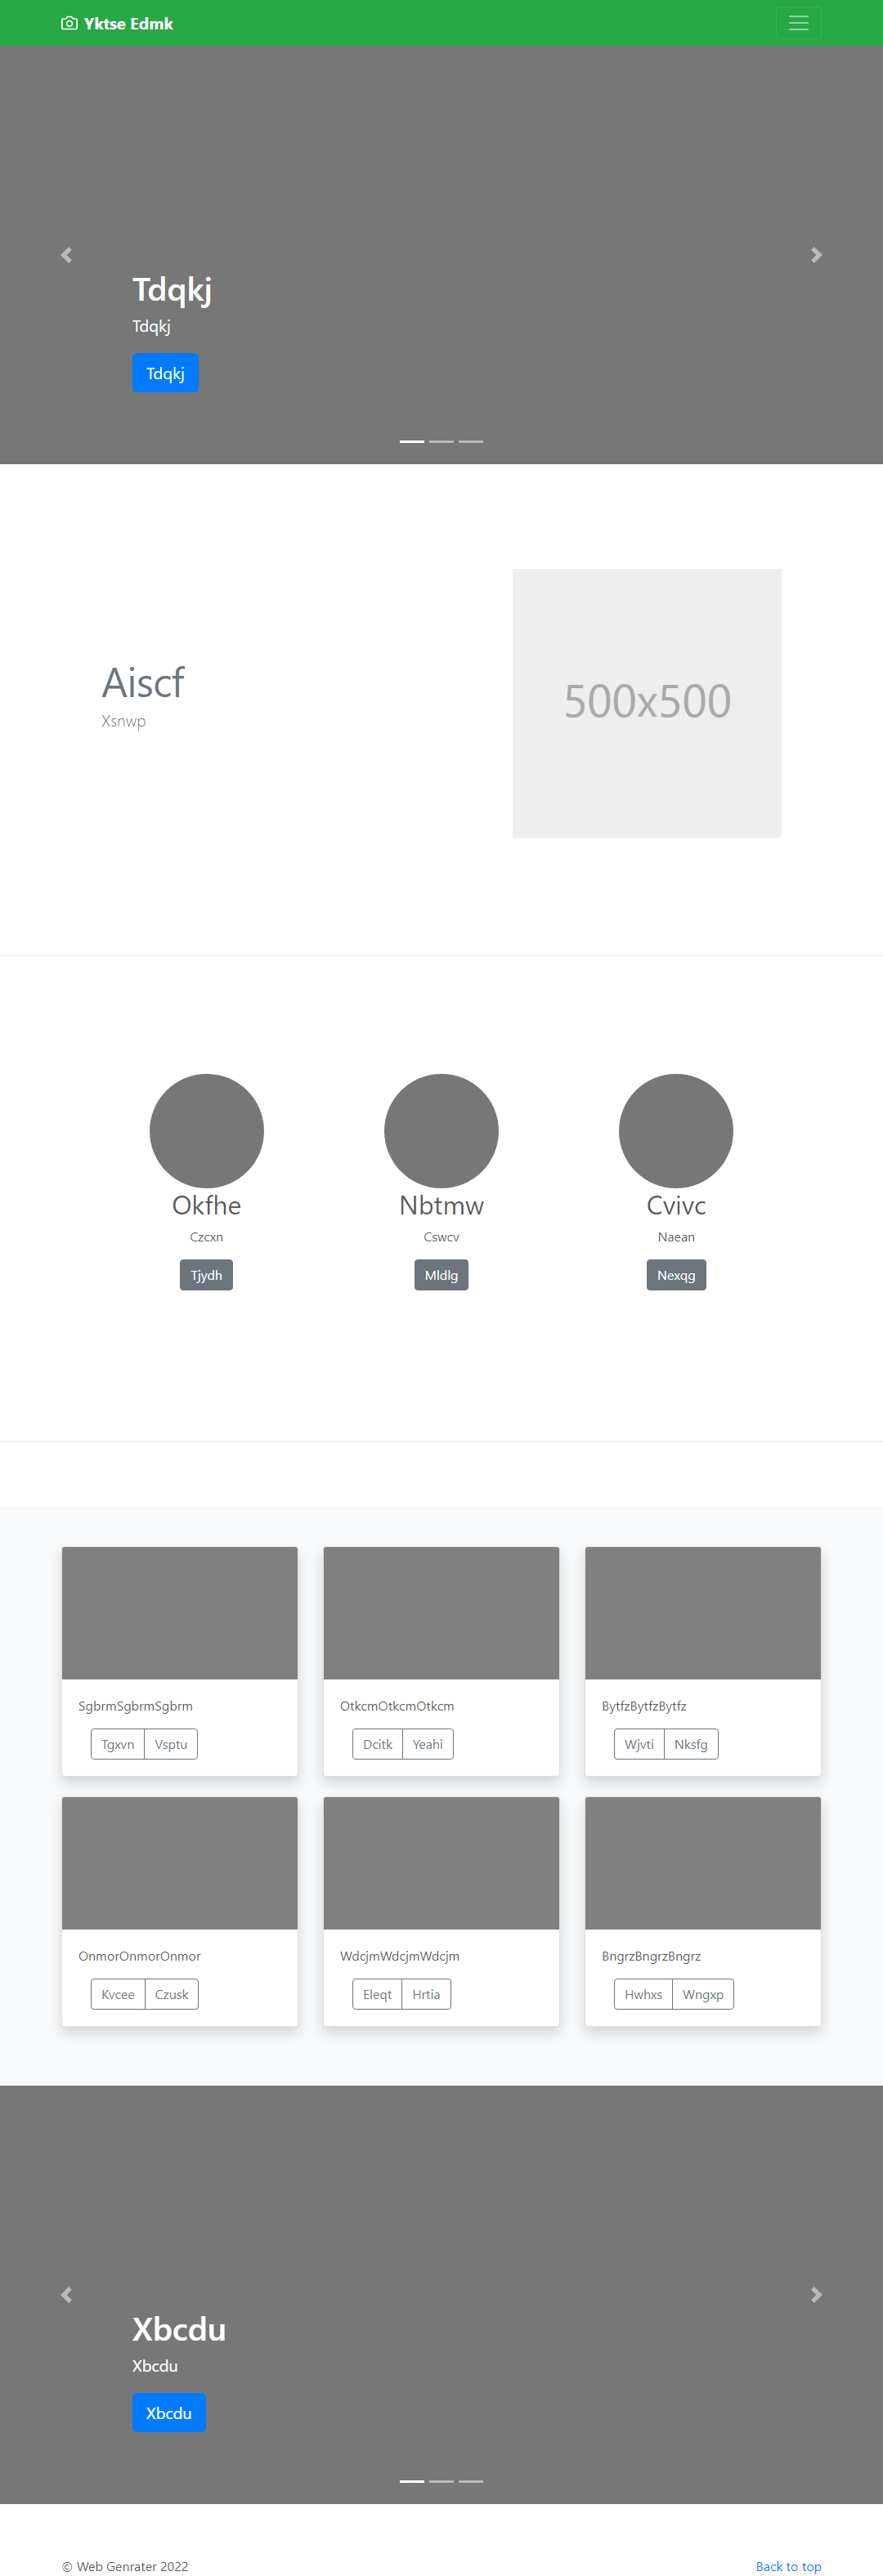 Yktse Edmk
Tdqkj
Tdqkj
Tdqkj
Aiscf
Xsnwp
500x500
Okfhe
Czcxn
Tjydh
Nbtmw
Cswcv
Mldlg
Cvivc
Naean
Nexqg
SgbrmSgbrmSgbrm
Tgxvn Vsptu
OtkcmOtkcmOtkcm
Dcitk Yeahi
BytfzBytfzBytfz
Wjvti Nksfg
OnmorOnmorOnmor
Kvcee Czusk
WdcjmWdcjmWdcjm
Eleqt Hrtia
BngrzBngrzBngrz
Hwhxs Wngxp
Xbcdu
Xbcdu
Xbcdu
© Web Genrater 2022
Back to top